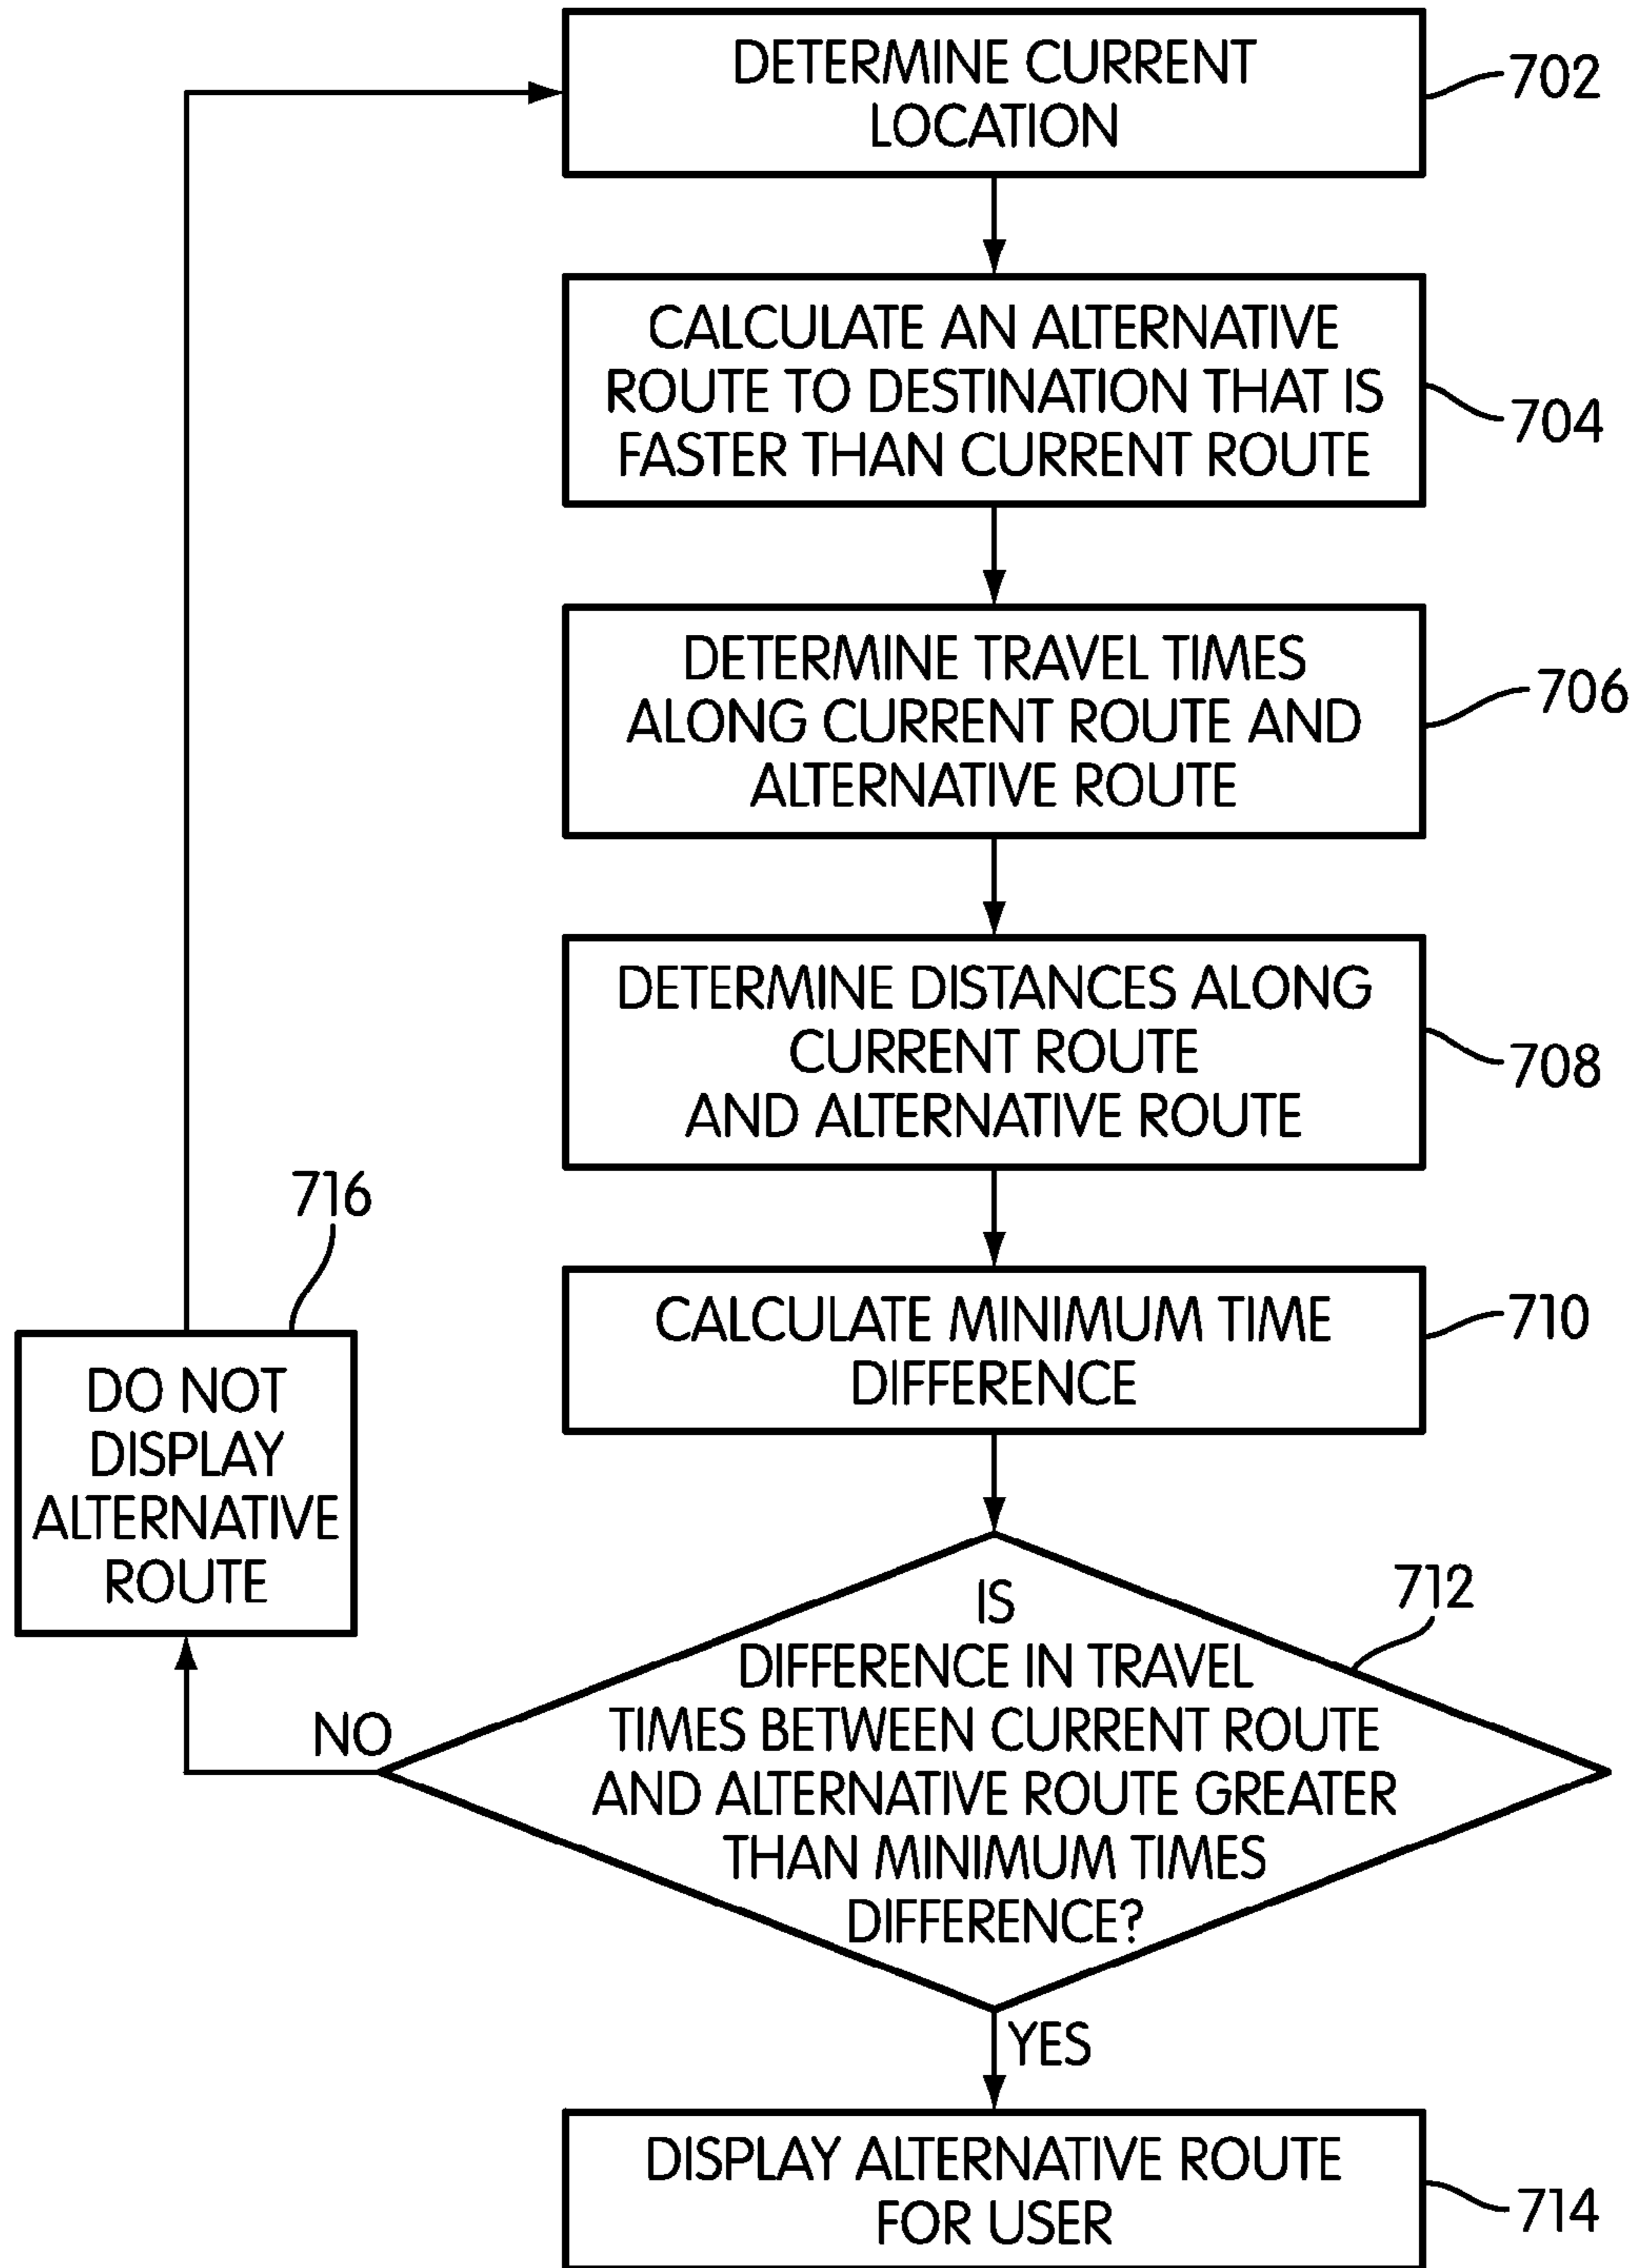 DETERMINE CURRENT
LOCATION
702
CALCULATE AN ALTERNATIVE
ROUTE TO DESTINATION THAT IS
FASTER THAN CURRENT ROUTE
704
DETERMINE TRAVEL TIMES
ALONG CURRENT ROUTE AND
ALTERNATIVE ROUTE
706
DETERMINE DISTANCES ALONG
CURRENT ROUTE
AND ALTERNATIVE ROUTE
708
CALCULATE MINIMUM TIME
DIFFERENCE
710
IS
DIFFERENCE IN TRAVEL
TIMES BETWEEN CURRENT ROUTE
AND ALTERNATIVE ROUTE GREATER
THAN MINIMUM TIMES
DIFFERENCE?
712
NO
716
DO NOT
DISPLAY
ALTERNATIVE
ROUTE
YES
DISPLAY ALTERNATIVE ROUTE
FOR USER
714